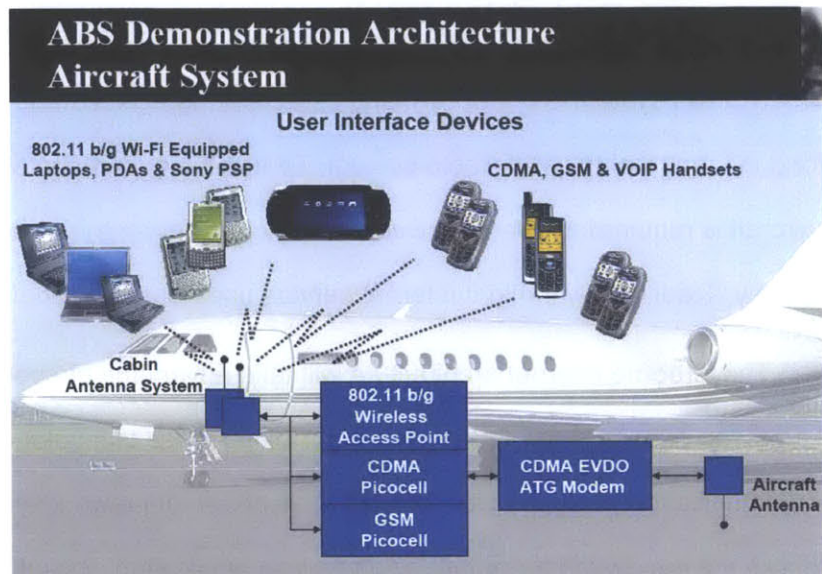 ABS Demonstration Architecture
Aircraft System
User Interface Devices
802.11 b/g Wi-Fi Equipped
Laptops, PDAs & Sony PSP
CDMA, GSM & VOIP Handsets
Cabin
Antenna System
802.11 b/g
Wireless
Access Point
CDMA
Picocell
GSM
Picocell
CDMA EVDO
ATG Modem
Aircraft
Antenna